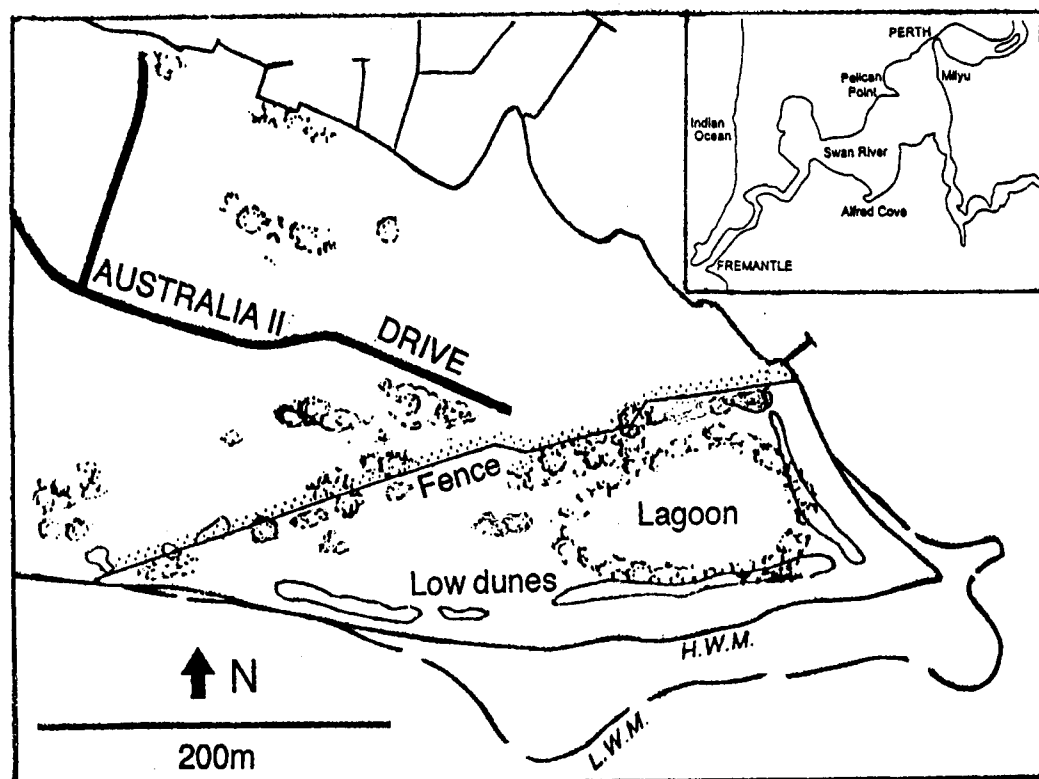 PERTH
Pelican
Point
Milyu
Indian
Ocean
Swan River
Alfred Cove
FREMANTLE
AUSTRALIA II
DRIVE
Fence
Lagoon
Low dunes
H.W.M.
N
L.W.M.
200m